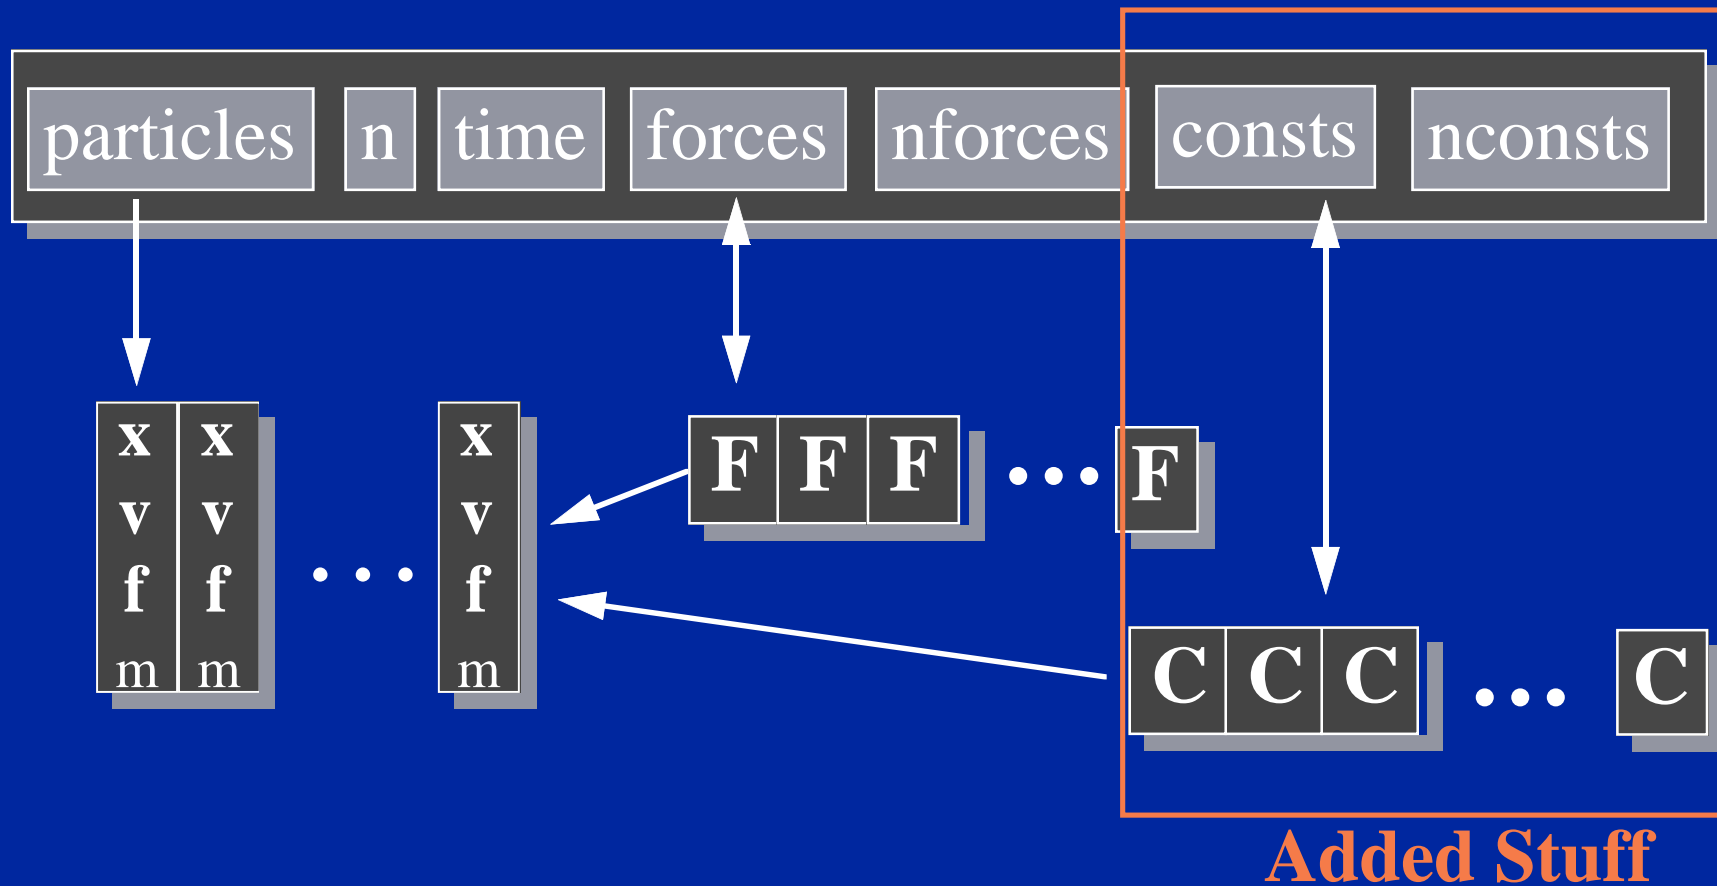 particles n time forces nforces consts nconsts
x x x
v v v
f f f
m m m
F F F ••• F
C C C ••• C
Added Stuff